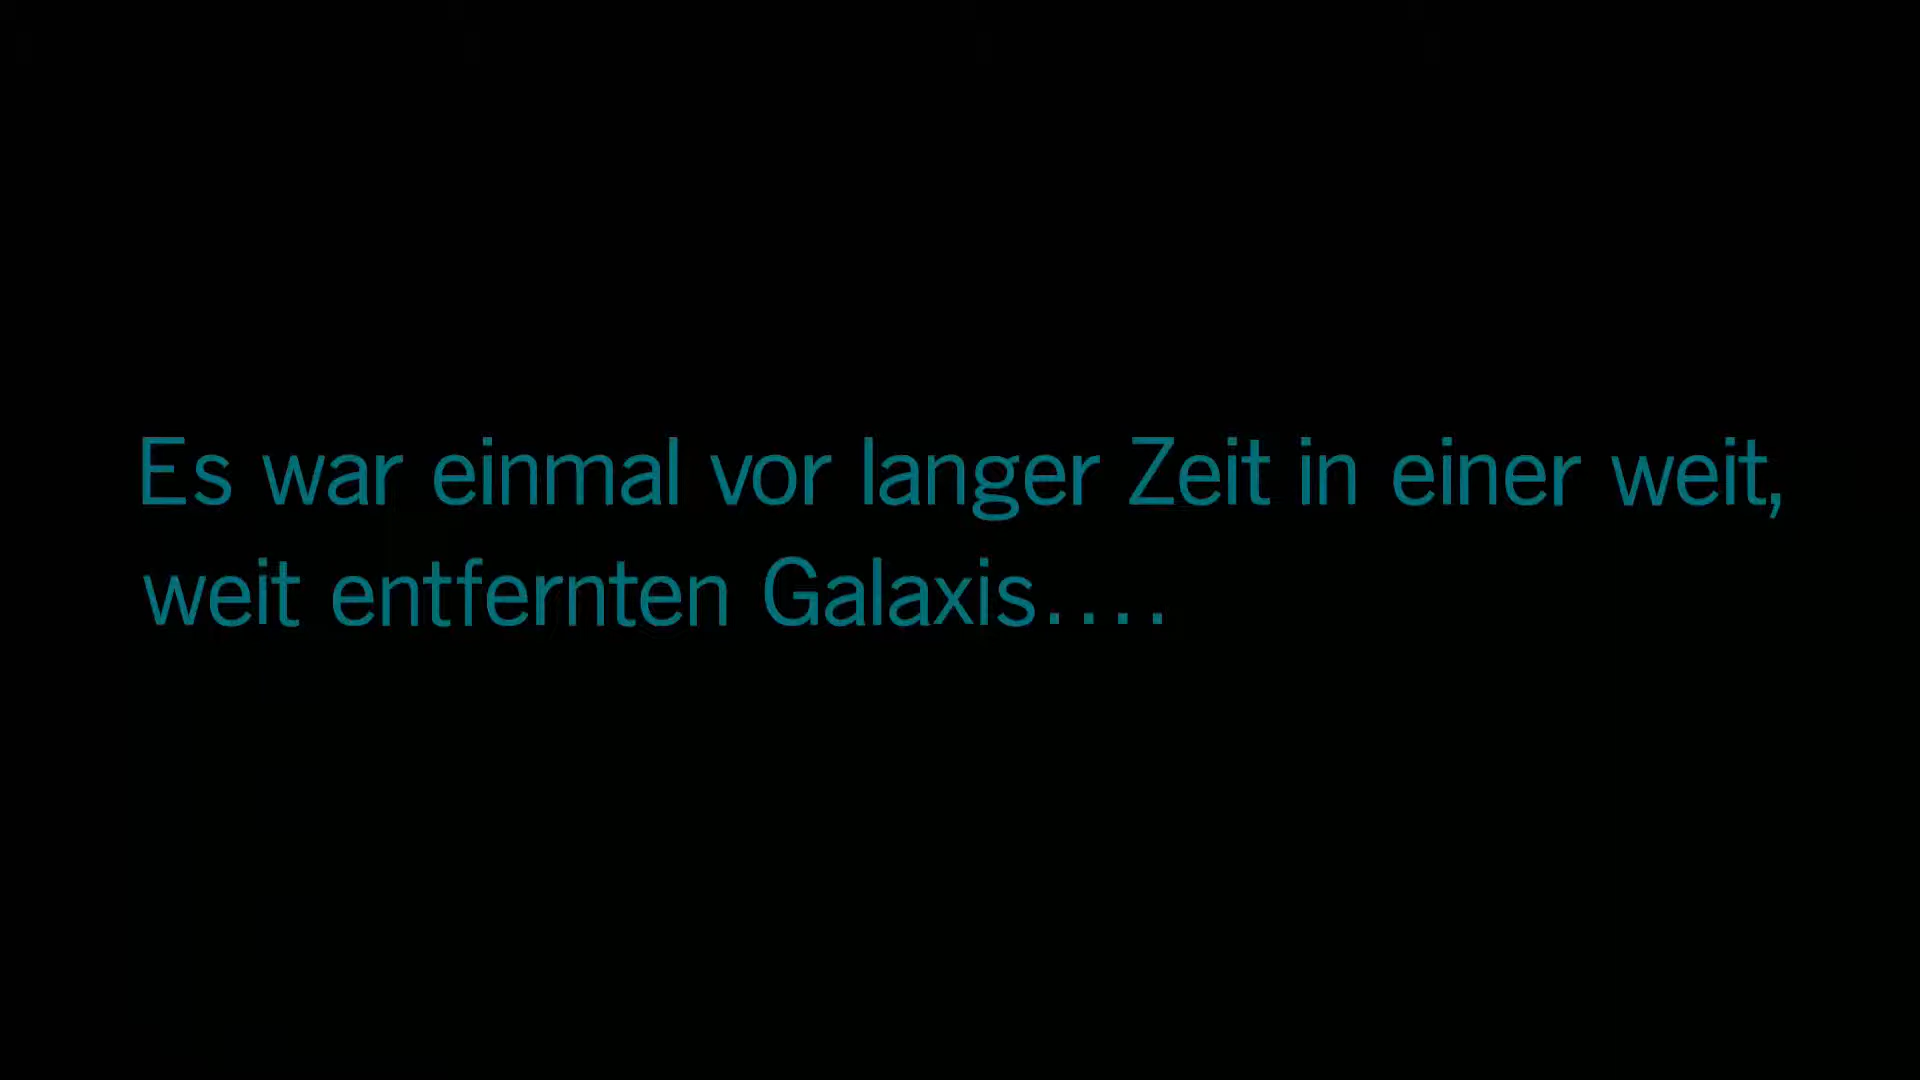 Es war einmal vor langer Zeit in einer weit,
weit entfernten Galaxis....